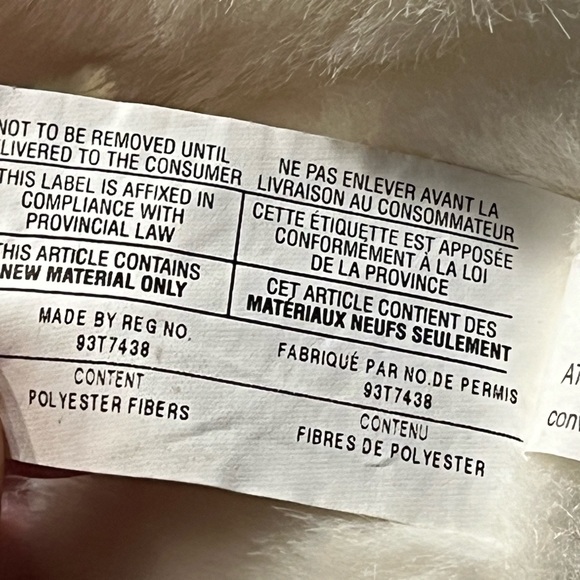 NOT TO BE REMOVED UNTIL
LIVERED TO THE CONSUMER
THIS LABEL IS AFFIXED IN
COMPLIANCE WITH
PROVINCIAL LAW
THIS ARTICLE CONTAINS
NEW MATERIAL ONLY
MADE BY REG NO.
93T7438
CONTENT
POLYESTER FIBERS
NE PAS ENLEVER AVANT LA
LIVRAISON AU CONSOMMATEUR
CETTE ÉTIQUETTE EST APPOSÉE
CONFORMÉMENT À LA LOI
DE LA PROVINCE
CET ARTICLE CONTIENT DES
MATÉRIAUX NEUFS SEULEMENT
FABRIQUÉ PAR NO.DE PERMIS
93T7438
CONTENU
FIBRES DE POLYESTER